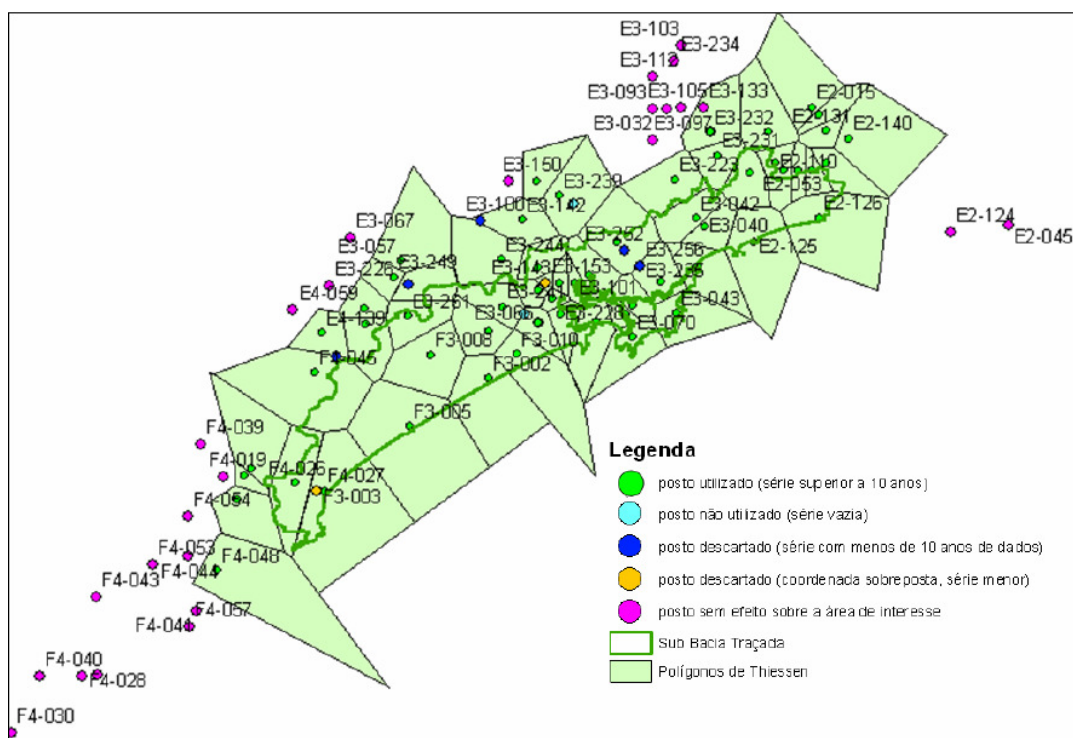 E3-103
E3-234
E3-112
E3-093
E3-105
E3-133
E2-015
E3-032
E3-097
E3-232
E2-131
E2-140
E3-231
E3-150
E3-239
E3-223
E2-110
E2-053
E3-100
E3-142
E3-042
E2-126
E2-124
E3-067
E3-040
E2-045
E3-057
E3-244
E3-252
E3-256
E2-125
E3-226
E3-249
E3-153
E3-101
E4-059
E3-251
E3-043
E4-139
E3-228
E3-070
F3-008
F3-010
F3-002
F3-005
F4-039
F4-019
F4-026
F4-027
F3-003
F4-054
F4-053
F4-048
F4-043
F4-044
F4-057
F4-040
F4-028
F4-030
Legenda
posto utilizado (série superior a 10 anos)
posto não utilizado (série vazia)
posto descartado (série com menos de 10 anos de dados)
posto descartado (coordenada sobreposta, série menor)
posto sem efeito sobre a área de interesse
Sub Bacia Traçada
Polígonos de Thiessen